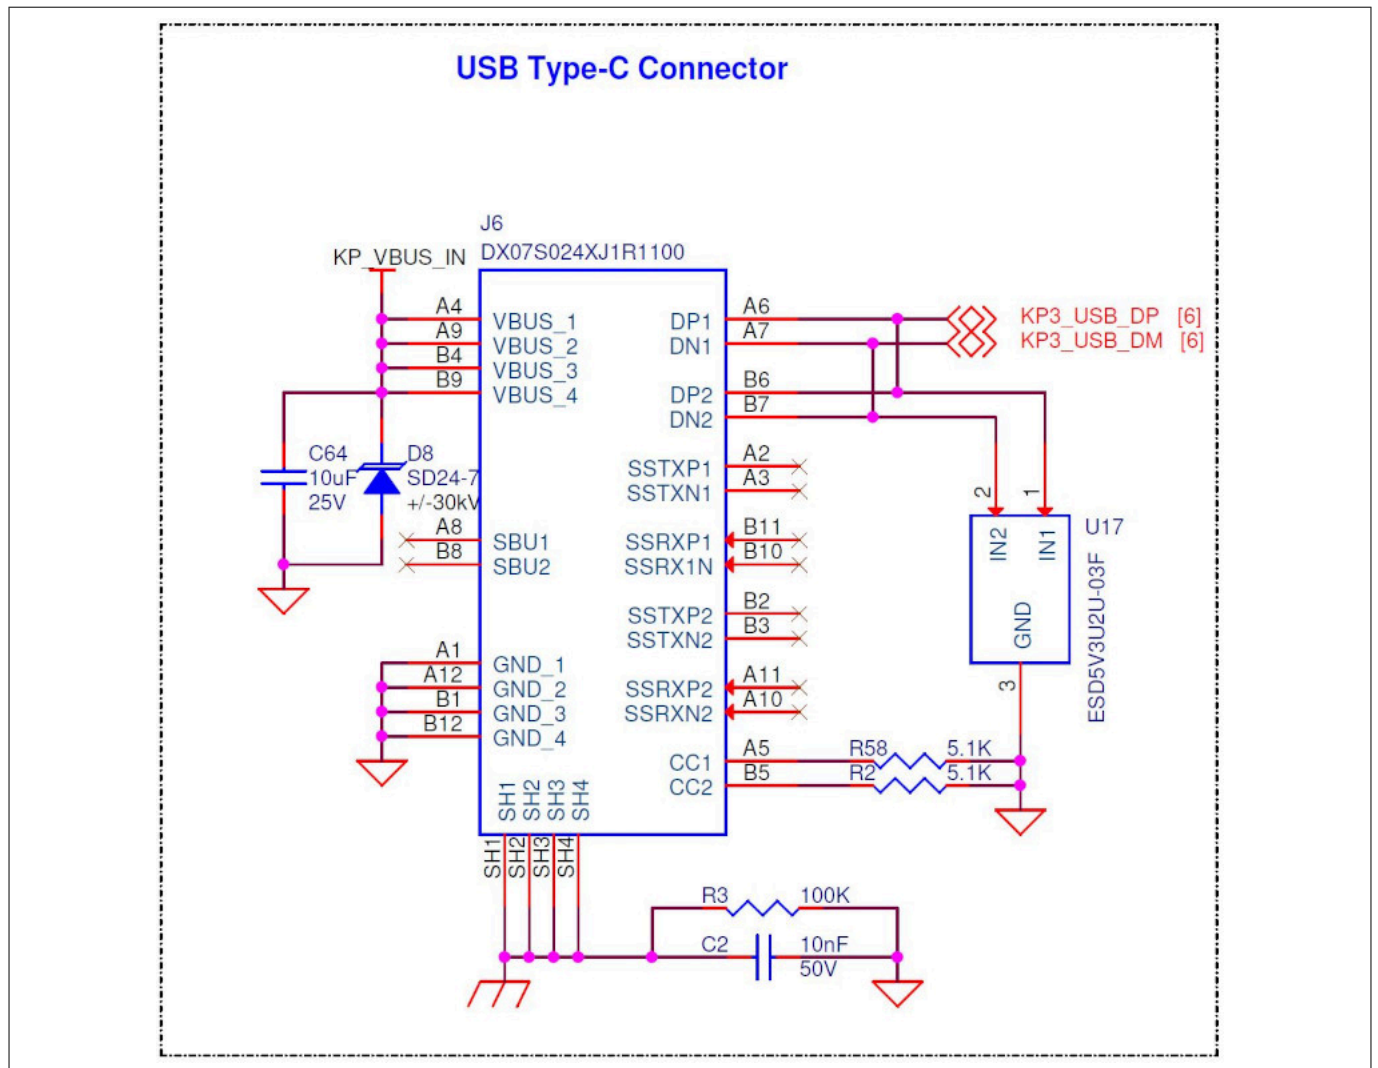 USB Type-C Connector
J6
DX07S024XJ1R1100
KP_VBUS_IN
A4 VBUS_1
A9 VBUS_2
B4 VBUS_3
B9 VBUS_4
DP1 A6
DN1 A7
DP2 B6
DN2 B7
KP3_USB_DP [6]
KP3_USB_DM [6]
C64
10uF
25V
D8
SD24-7
+/-30kV
A8 SBU1
B8 SBU2
SSTXP1 A2
SSTXN1 A3
SSRXP1 B11
SSRX1N B10
SSTXP2 B2
SSTXN2 B3
SSRXP2 A11
SSRXN2 A10
2 1
IN2 IN1
GND
3
U17
ESD5V3U2U-03F
A1 GND_1
A12 GND_2
B1 GND_3
B12 GND_4
CC1 A5 R58 5.1K
CC2 B5 R2 5.1K
SH1 SH2 SH3 SH4
SH1 SH2 SH3 SH4
R3 100K
C2 10nF
50V